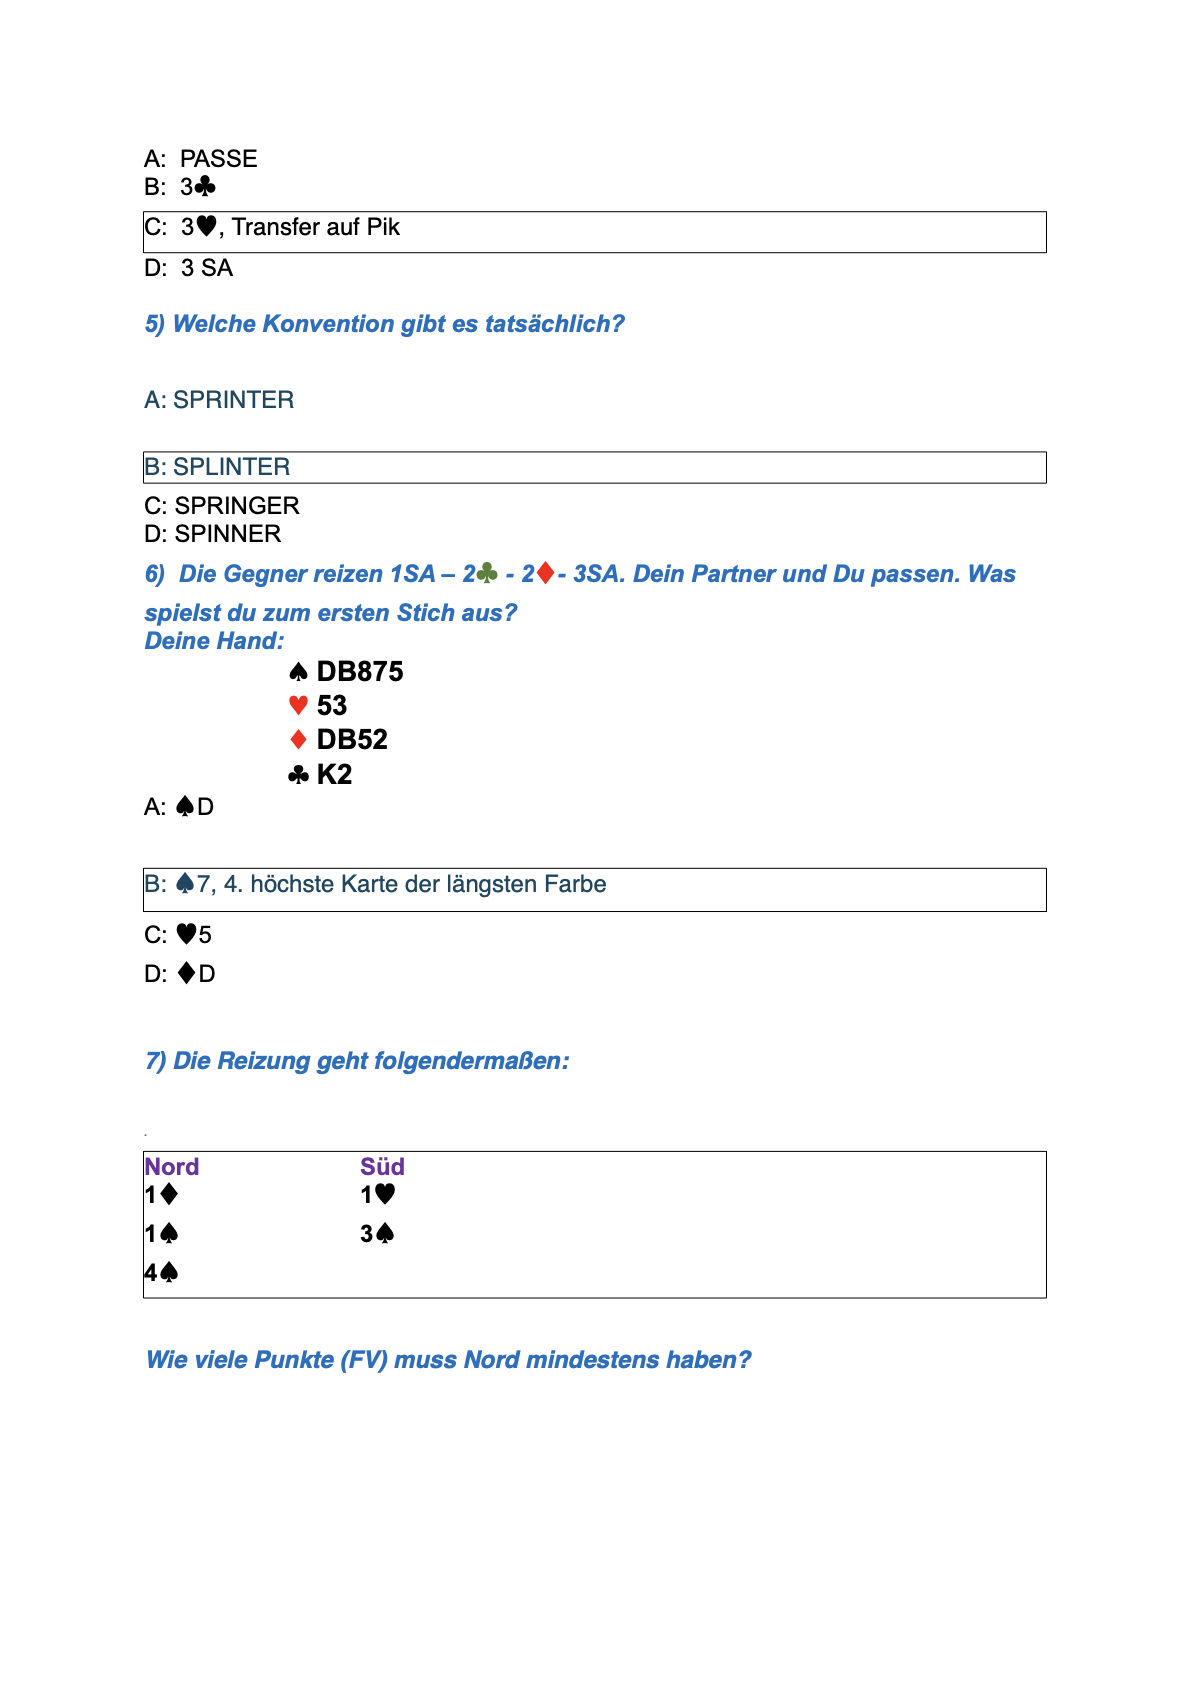 A:  PASSE
B:  3♣
C:  3♥, Transfer auf Pik
D:  3 SA
5) Welche Konvention gibt es tatsächlich?
A: SPRINTER
B: SPLINTER
C: SPRINGER
D: SPINNER
6)  Die Gegner reizen 1SA – 2♣ - 2♦- 3SA. Dein Partner und Du passen. Was
spielst du zum ersten Stich aus?
Deine Hand:
♠ DB875
♥ 53
♦ DB52
♣ K2
A: ♠D
B: ♠7, 4. höchste Karte der längsten Farbe
C: ♥5
D: ♦D
7) Die Reizung geht folgendermaßen:
.
Nord Süd
1♦ 1♥
1♠ 3♠
4♠
Wie viele Punkte (FV) muss Nord mindestens haben?